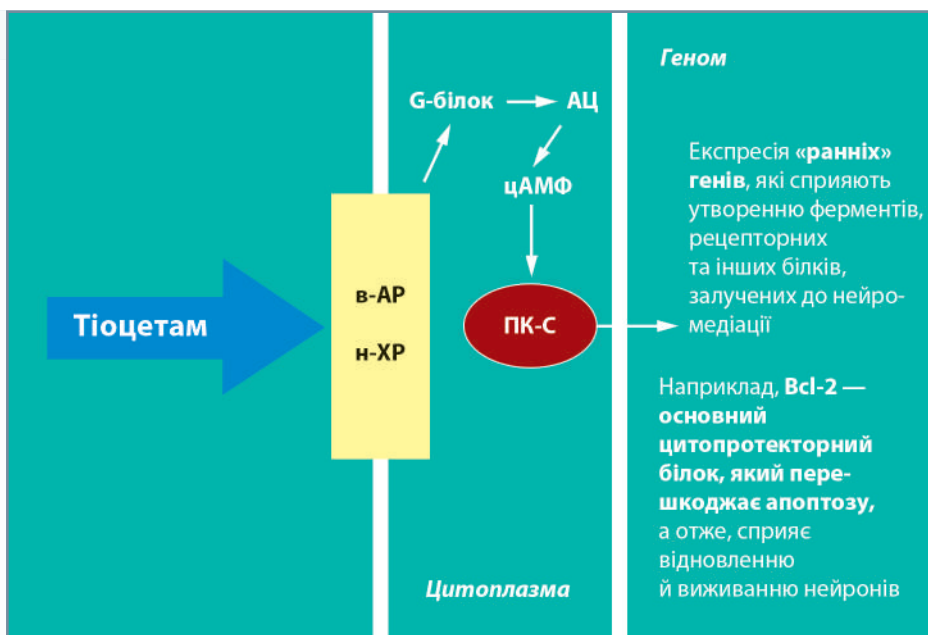 Тіоцетам
в-АР
н-ХР
G-білок
АЦ
цАМФ
ПК-С
Цитоплазма
Геном
Експресія «ранніх»
генів, які сприяють
утворенню ферментів,
рецепторних
та інших білків,
залучених до нейро-
медіації
Наприклад, Bcl-2 —
основний
цитопротекторний
білок, який пере-
шкоджає апоптозу,
а отже, сприяє
відновленню
й виживанню нейронів